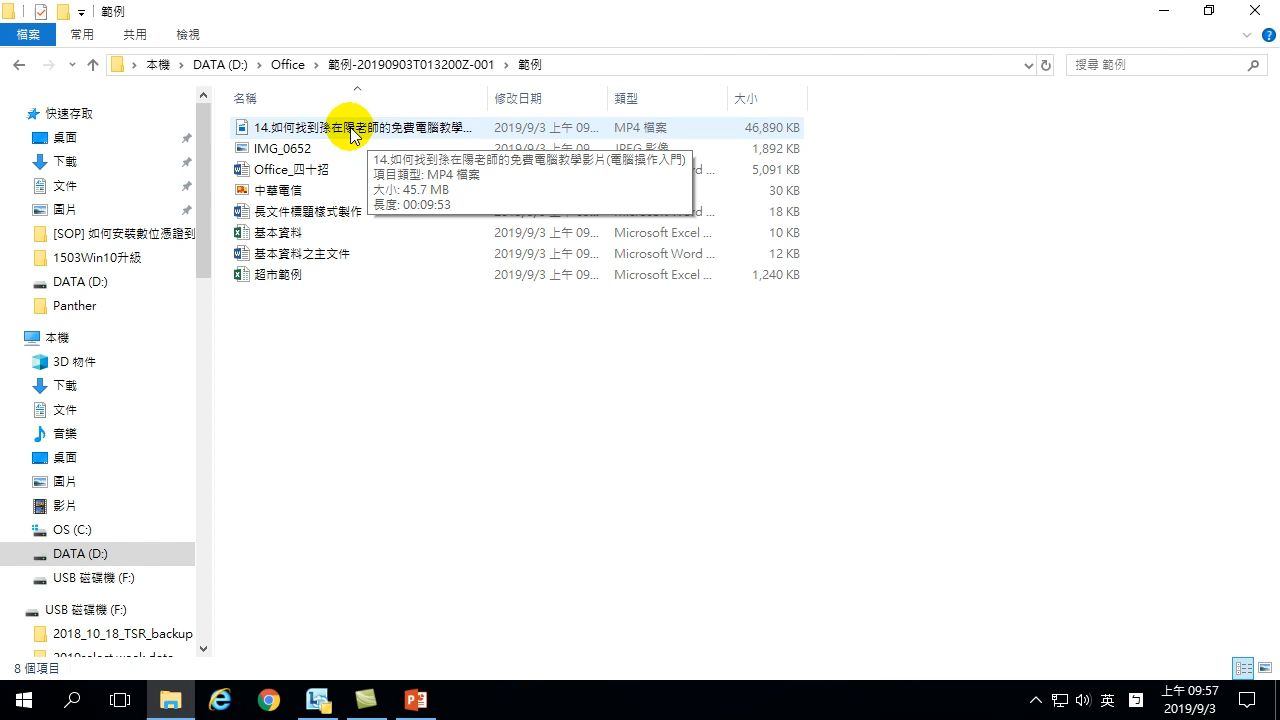 範例
檔案 常用 共用 檢視
本機 DATA (D:) Office 範例-20190903T013200Z-001 範例
搜尋 範例
名稱 修改日期 類型 大小
14.如何找到孫在陽老師的免費電腦教學... 2019/9/3 上午 09... MP4 檔案 46,890 KB
IMG_0652 2019/9/3 上午 09... JPEG 影像 1,892 KB
Office_四十招 5,091 KB
中華電信 30 KB
長文件標題樣式製作 18 KB
基本資料 2019/9/3 上午 09... Microsoft Excel ... 10 KB
基本資料之主文件 2019/9/3 上午 09... Microsoft Word ... 12 KB
超市範例 2019/9/3 上午 09... Microsoft Excel ... 1,240 KB
14.如何找到孫在陽老師的免費電腦教學影片(電腦操作入門)
項目類型: MP4 檔案
大小: 45.7 MB
長度: 00:09:53
快速存取
桌面
下載
文件
圖片
[SOP] 如何安裝數位憑證到
1503Win10升級
DATA (D:)
Panther
本機
3D 物件
下載
文件
音樂
桌面
圖片
影片
OS (C:)
DATA (D:)
USB 磁碟機 (F:)
USB 磁碟機 (F:)
2018_10_18_TSR_backup
8 個項目
英
上午 09:57
2019/9/3